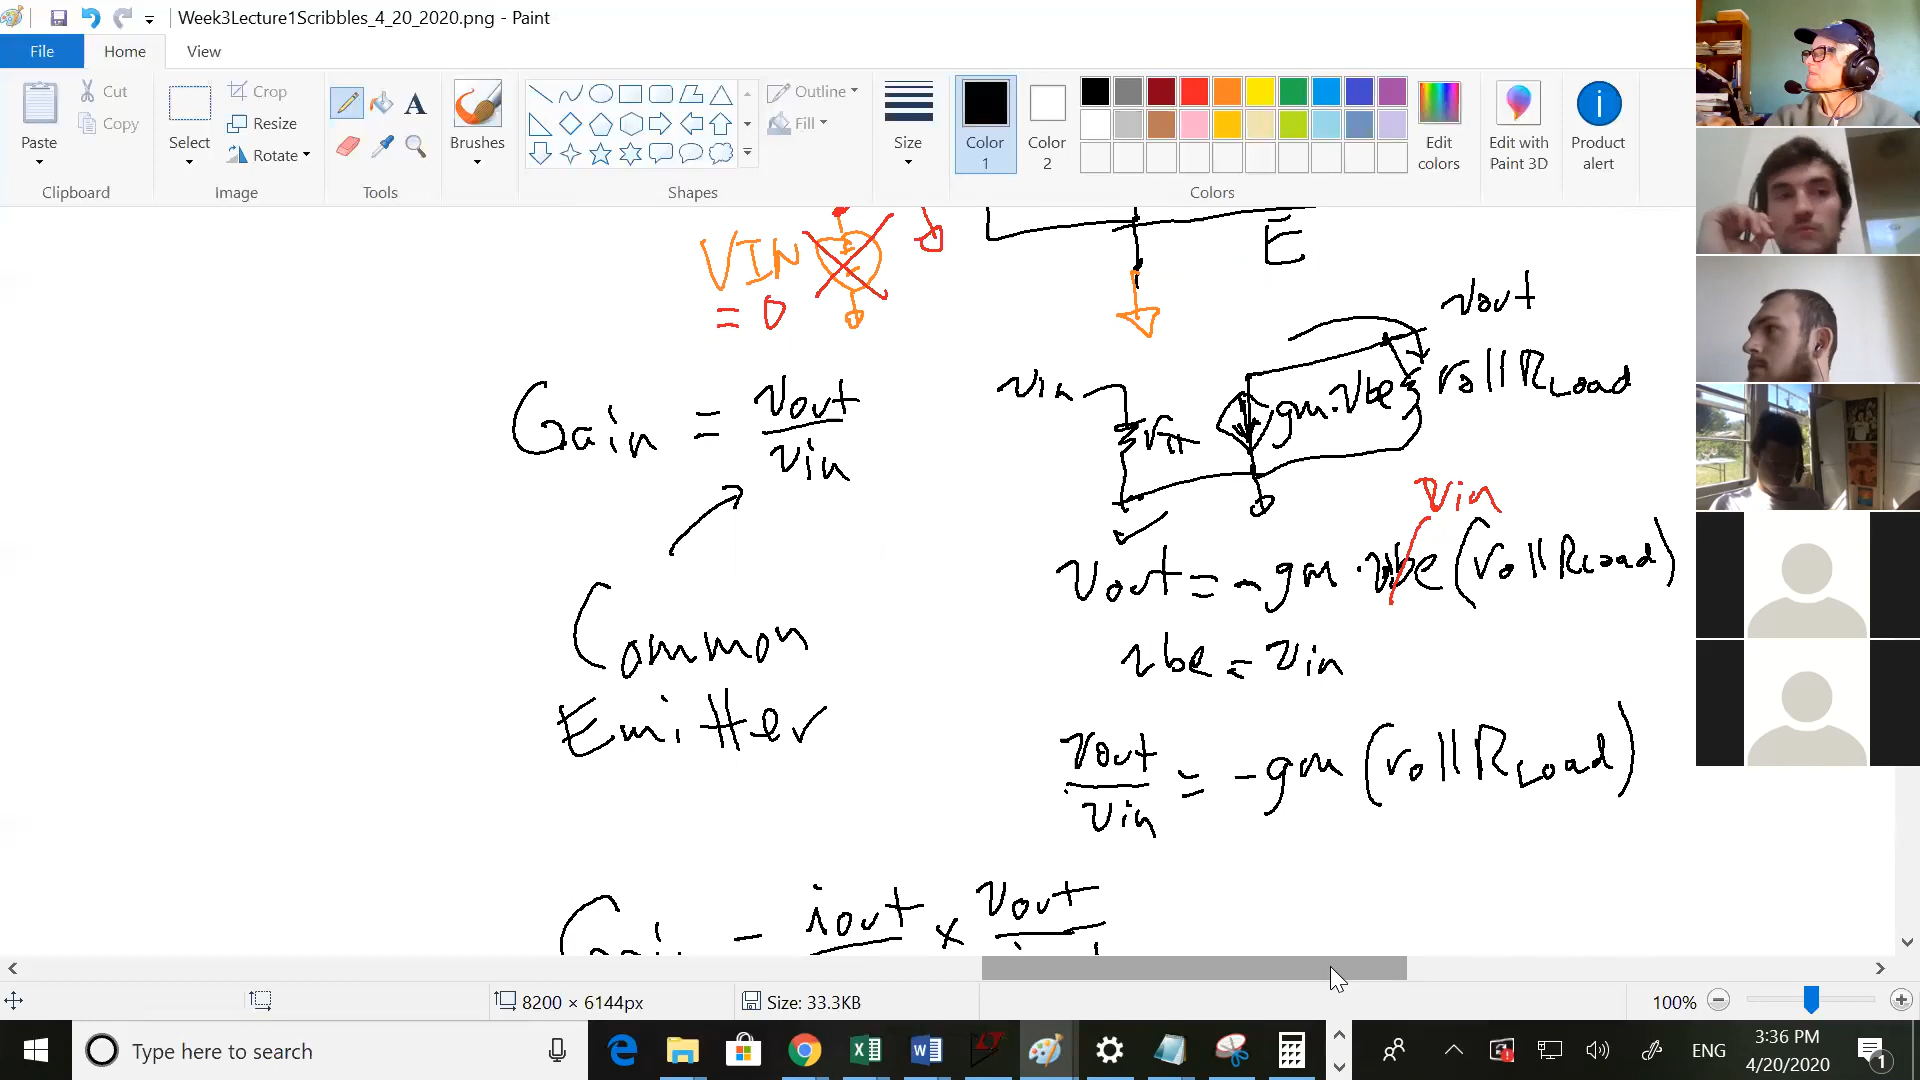 Week3Lecture1Scribbles_4_20_2020.png - Paint
File
Home
View
Paste
Cut
Copy
Clipboard
Select
Crop
Resize
Rotate
Image
A
Tools
Brushes
Outline
Fill
Shapes
Size
Color 1
Color 2
Edit colors
Colors
Edit with Paint 3D
Product alert
VIN
= 0
E
vout
vin
rπ
gm·vbe
ro||RLoad
Gain = vout/vin
vin
vout = -gm·vbe(ro||RLoad)
Common
Emitter
vbe = vin
vout/vin = -gm(ro||RLoad)
iout × vout
8200 × 6144px
Size: 33.3KB
100%
Type here to search
ENG
3:36 PM
4/20/2020
1